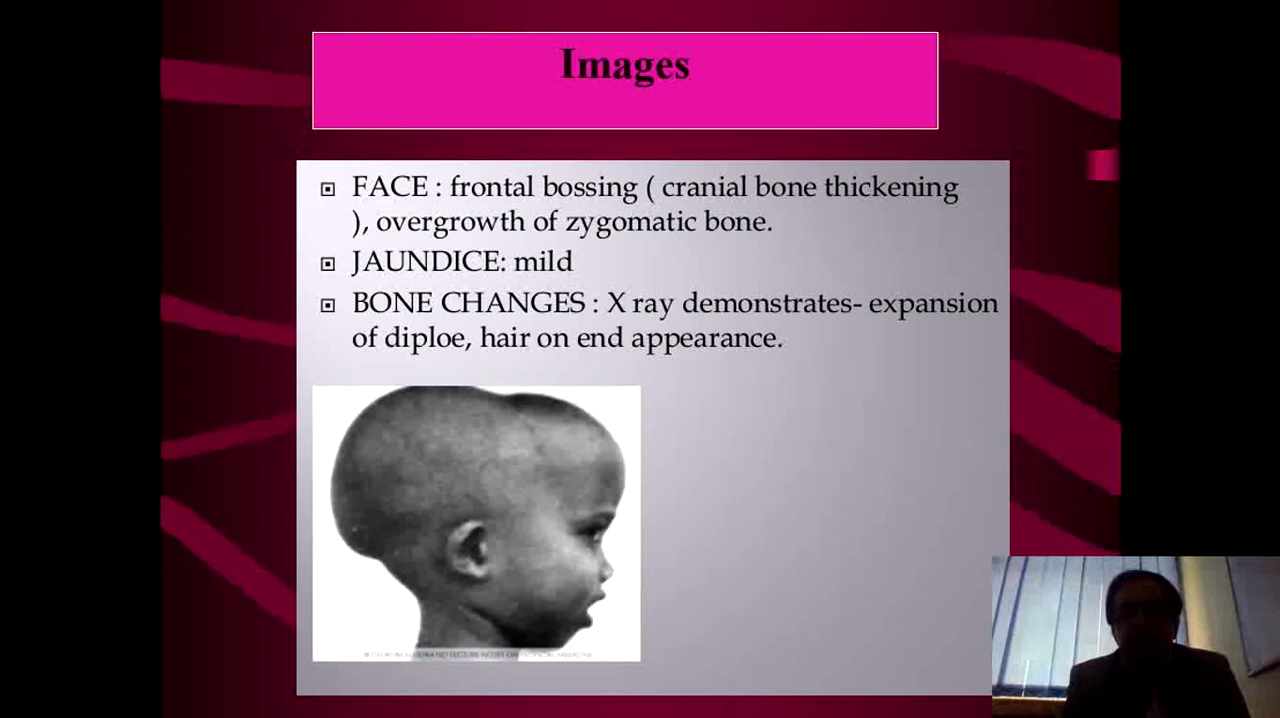 Images
FACE : frontal bossing ( cranial bone thickening
), overgrowth of zygomatic bone.
JAUNDICE: mild
BONE CHANGES : X ray demonstrates- expansion
of diploe, hair on end appearance.